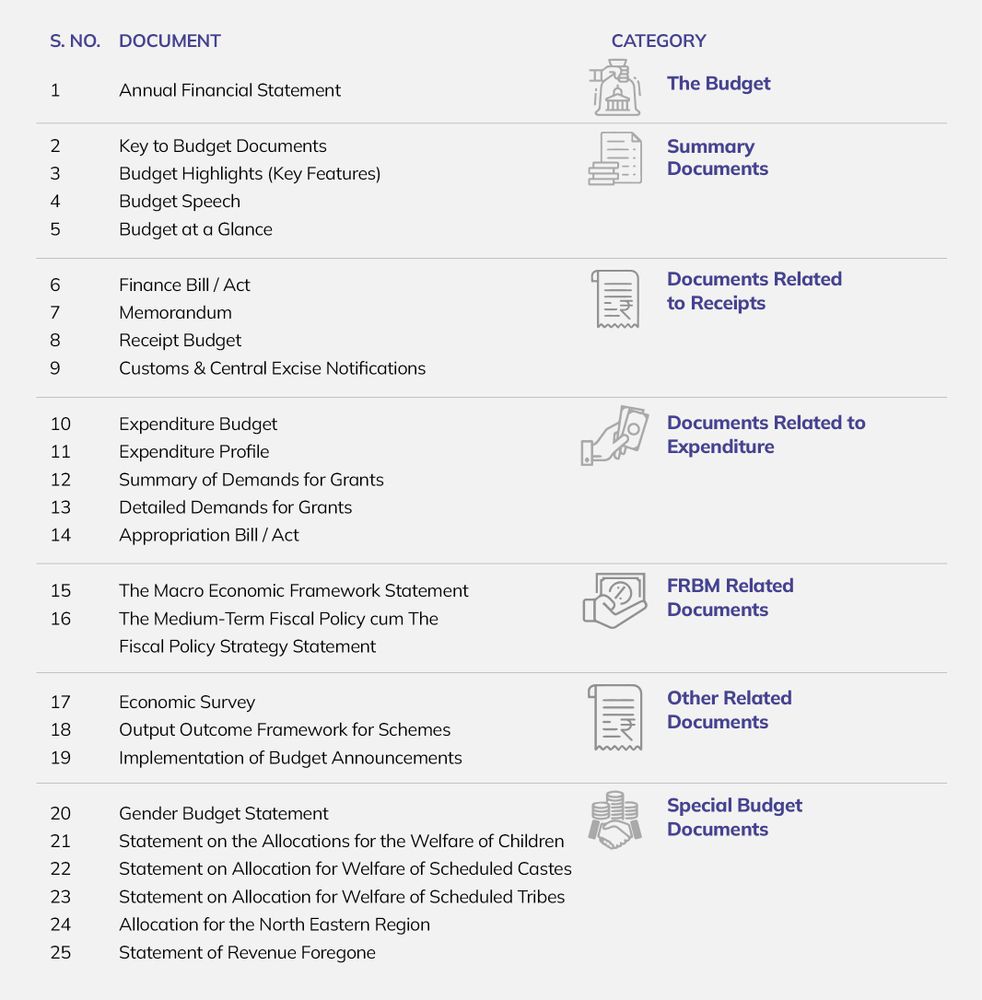 S. NO. DOCUMENT CATEGORY
1 Annual Financial Statement The Budget
2 Key to Budget Documents Summary
Documents
3 Budget Highlights (Key Features)
4 Budget Speech
5 Budget at a Glance
6 Finance Bill / Act Documents Related
to Receipts
7 Memorandum
8 Receipt Budget
9 Customs & Central Excise Notifications
10 Expenditure Budget Documents Related to
Expenditure
11 Expenditure Profile
12 Summary of Demands for Grants
13 Detailed Demands for Grants
14 Appropriation Bill / Act
15 The Macro Economic Framework Statement FRBM Related
Documents
16 The Medium-Term Fiscal Policy cum The
Fiscal Policy Strategy Statement
17 Economic Survey Other Related
Documents
18 Output Outcome Framework for Schemes
19 Implementation of Budget Announcements
20 Gender Budget Statement Special Budget
Documents
21 Statement on the Allocations for the Welfare of Children
22 Statement on Allocation for Welfare of Scheduled Castes
23 Statement on Allocation for Welfare of Scheduled Tribes
24 Allocation for the North Eastern Region
25 Statement of Revenue Foregone